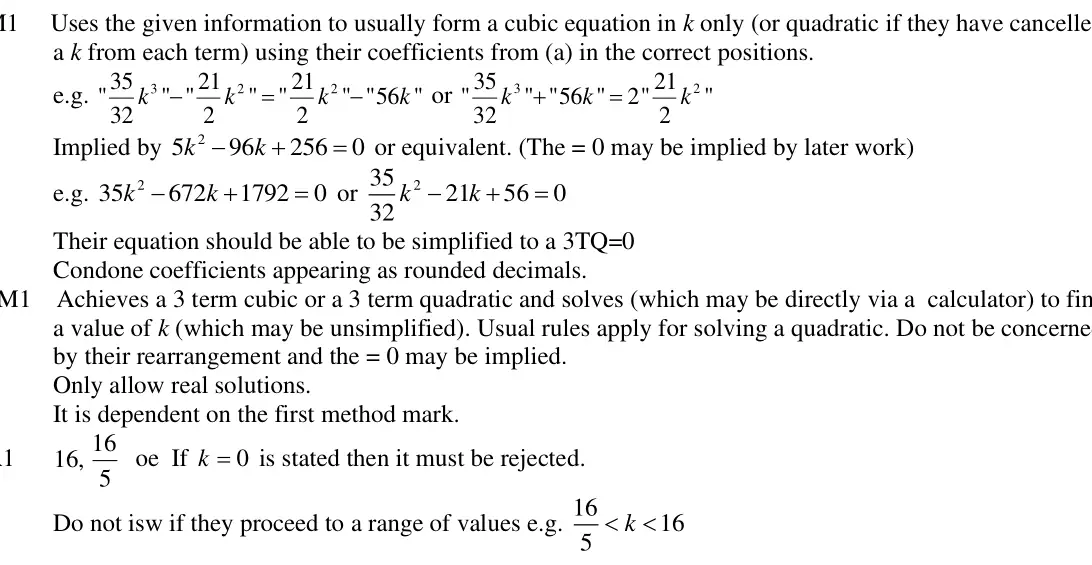 M1 Uses the given information to usually form a cubic equation in k only (or quadratic if they have cancelle
a k from each term) using their coefficients from (a) in the correct positions.
e.g. "35/32 k³"−"21/2 k²"="21/2 k²"−"56k" or "35/32 k³"+"56k"=2"21/2 k²"
Implied by 5k² − 96k + 256 = 0 or equivalent. (The = 0 may be implied by later work)
e.g. 35k² − 672k + 1792 = 0 or 35/32 k² − 21k + 56 = 0
Their equation should be able to be simplified to a 3TQ=0
Condone coefficients appearing as rounded decimals.
M1 Achieves a 3 term cubic or a 3 term quadratic and solves (which may be directly via a calculator) to fin
a value of k (which may be unsimplified). Usual rules apply for solving a quadratic. Do not be concerne
by their rearrangement and the = 0 may be implied.
Only allow real solutions.
It is dependent on the first method mark.
1 16, 16/5 oe If k = 0 is stated then it must be rejected.
Do not isw if they proceed to a range of values e.g. 16/5 < k < 16